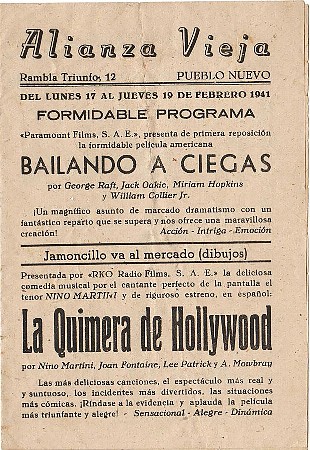 Alianza Vieja
Rambla Triunfo, 12 PUEBLO NUEVO
DEL LUNES 17 AL JUEVES 19 DE FEBRERO 1941
FORMIDABLE PROGRAMA
«Paramount Films, S. A. E.», presenta de primera reposición
la formidable película americana
BAILANDO A CIEGAS
por George Raft, Jack Oakie, Miriam Hopkins
y William Collier Jr.
¡Un magnífico asunto de marcado dramatismo con un
fantástico reparto que se supera y nos ofrece una maravillosa
creación! Acción - Intriga - Emoción
Jamoncillo va al mercado (dibujos)
Presentada por «RKO Radio Films, S. A. E.» la deliciosa
comedia musical por el cantante perfecto de la pantalla el
tenor NINO MARTINI y de riguroso estreno, en español:
La Quimera de Hollywood
por Nino Martini, Joan Fontaine, Lee Patrick y A. Mowbray
Las más deliciosas canciones, el espectáculo más real y
y suntuoso, los incidentes más divertidos, las situaciones
más cómicas. ¡Ríndase a la evidencia y aplauda la película
más triunfante y alegre! - Sensacional - Alegre - Dinámica